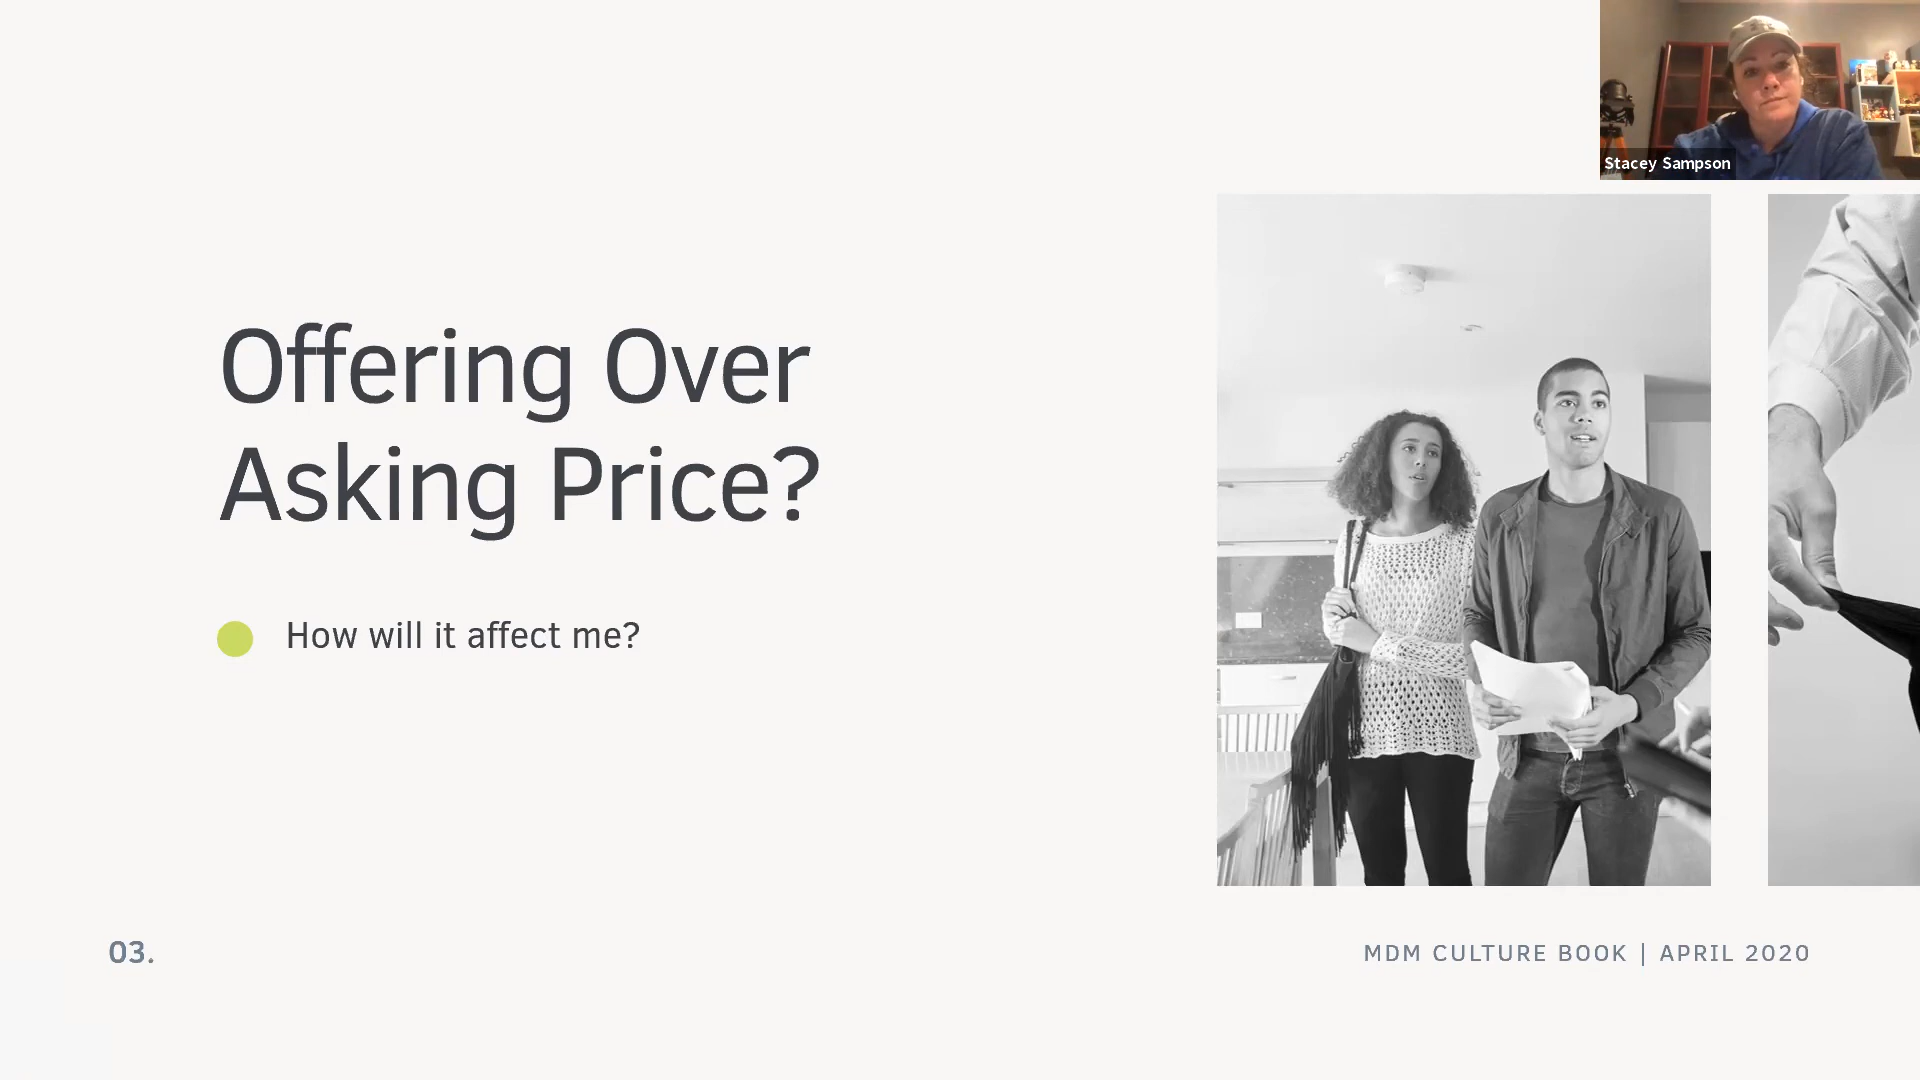 Stacey Sampson
Offering Over
Asking Price?
How will it affect me?
03.
MDM CULTURE BOOK | APRIL 2020